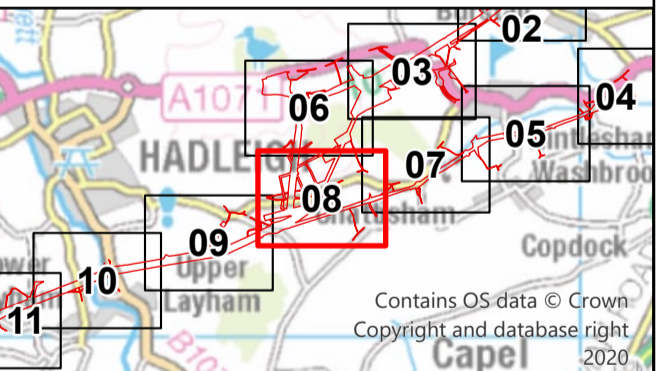 02
03
04
A1071
06
05
HADLEIGH
07
Washbroo
08
09
Copdock
10
Upper
Layham
11
Contains OS data © Crown
Copyright and database right
2020
Capel